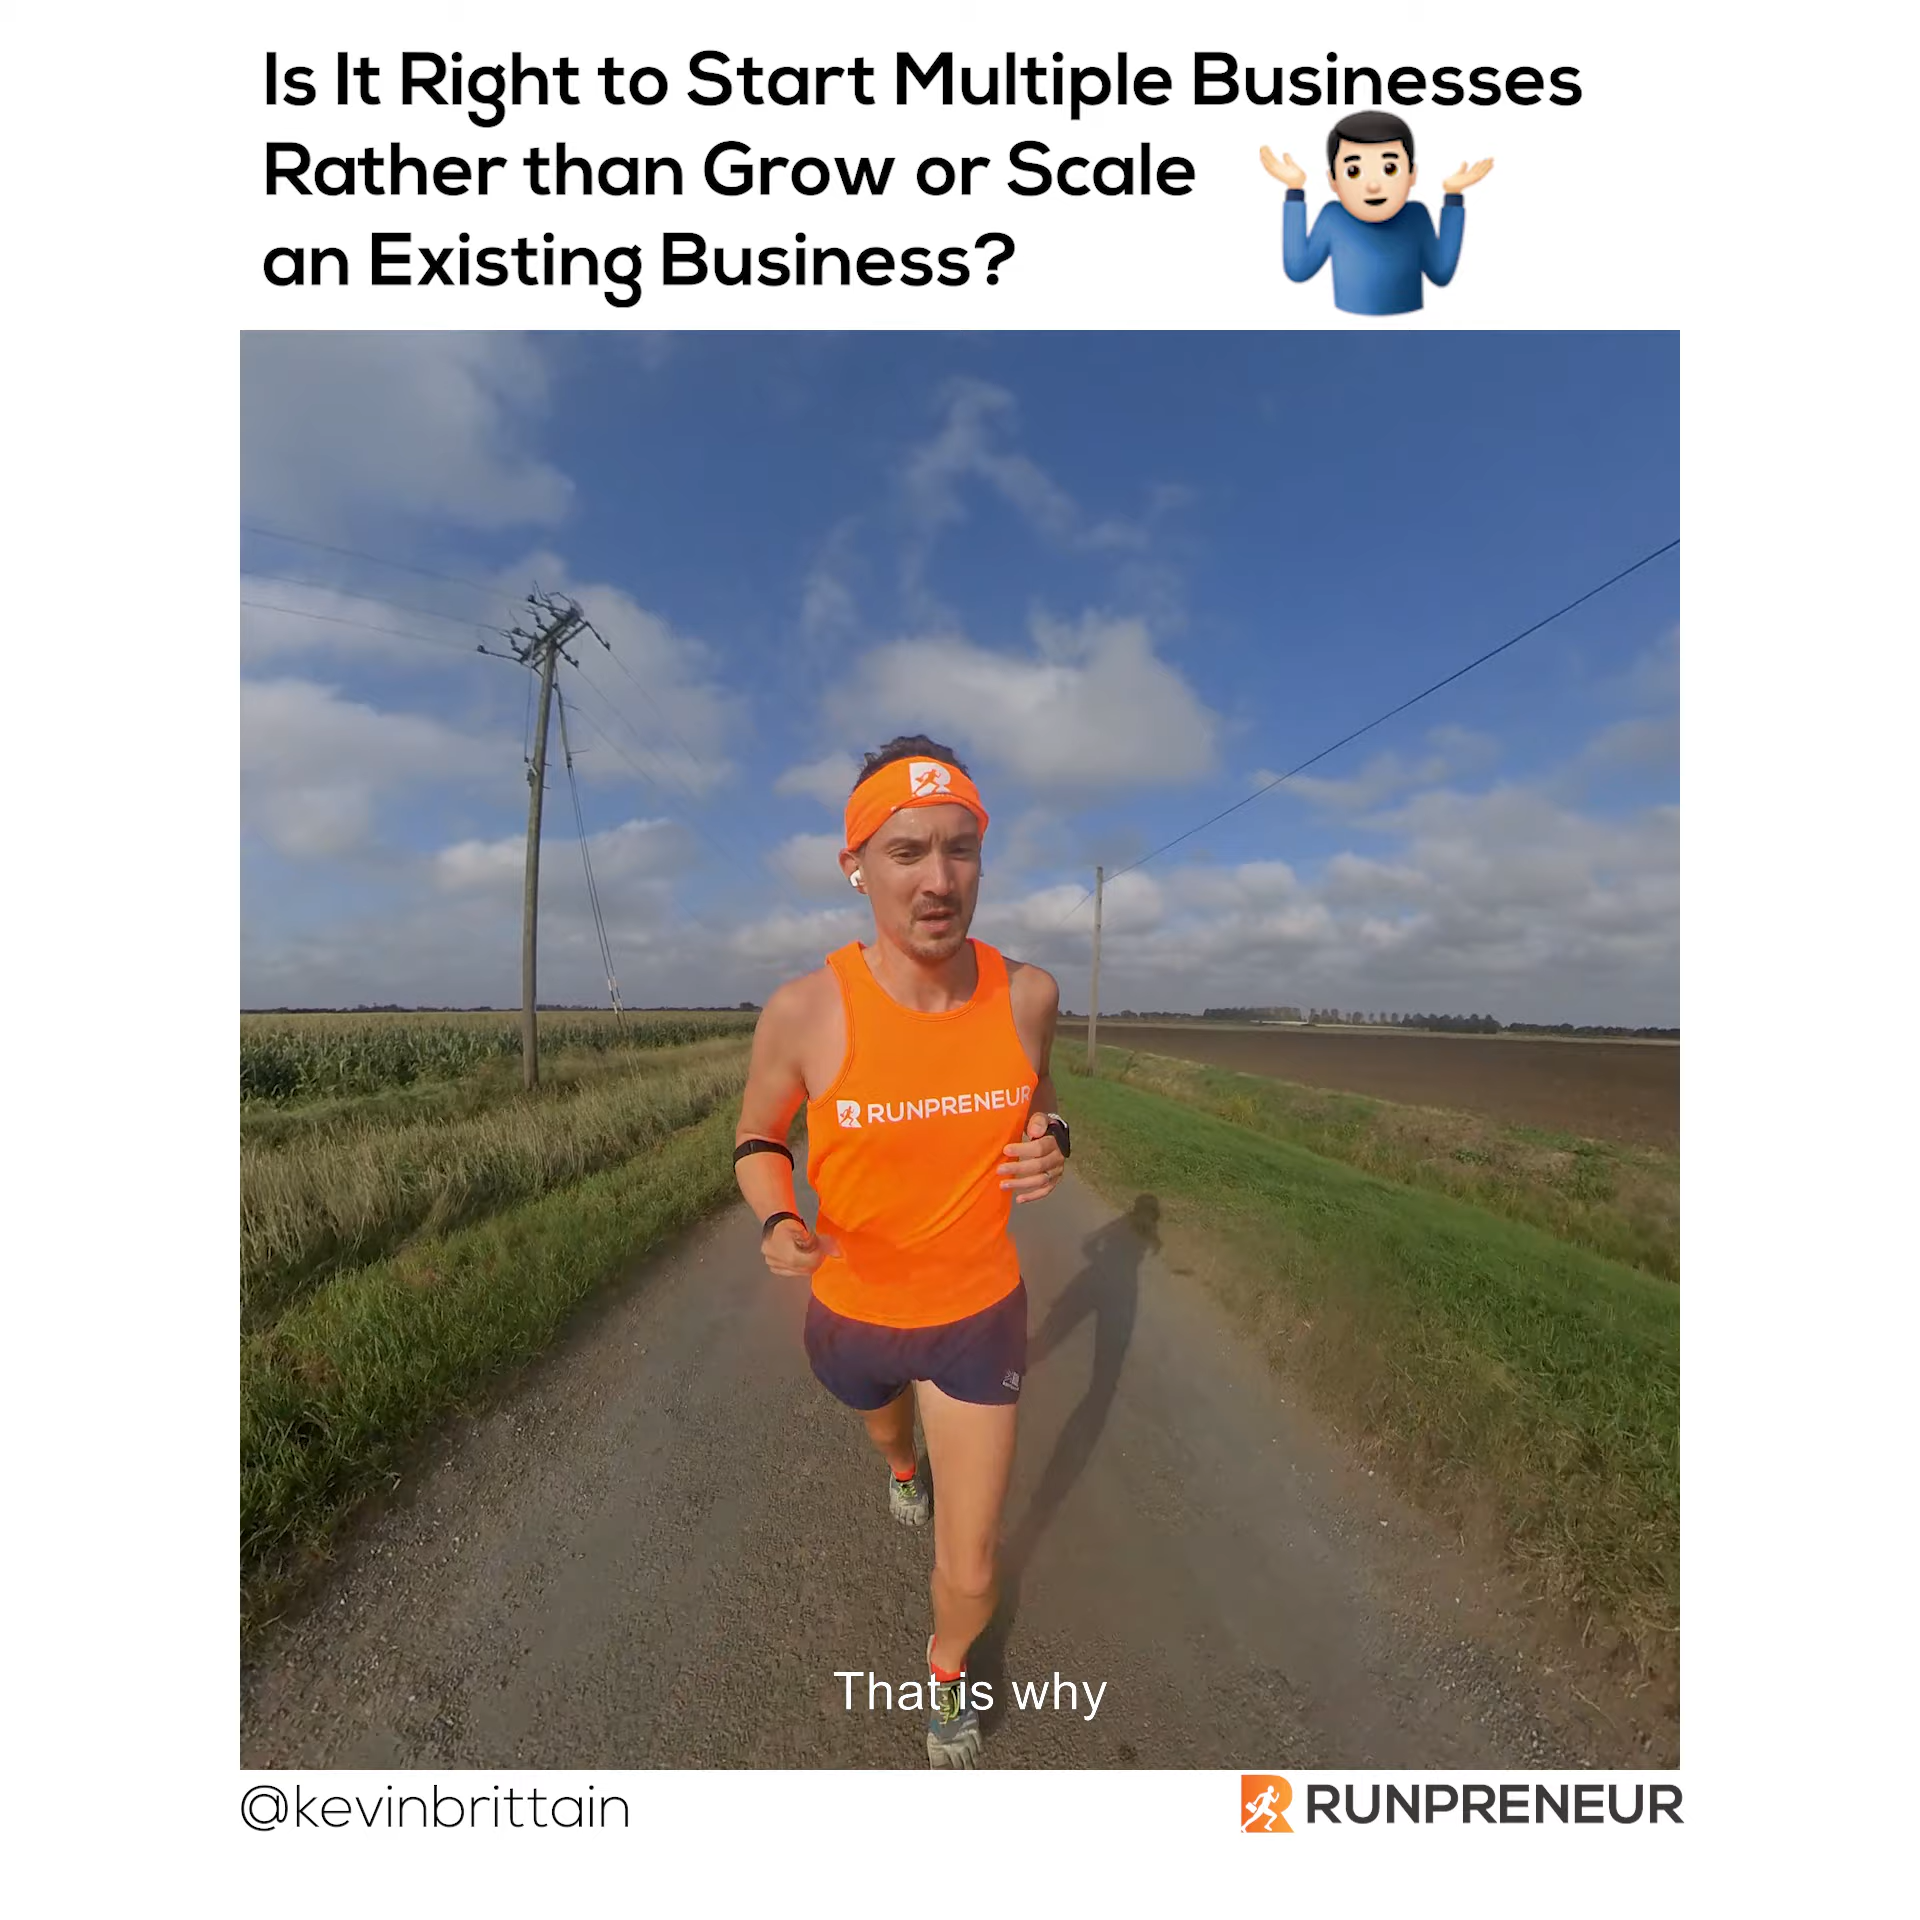 Is It Right to Start Multiple Businesses
Rather than Grow or Scale
an Existing Business?
RUNPRENEUR
That is why
@kevinbrittain
RUNPRENEUR